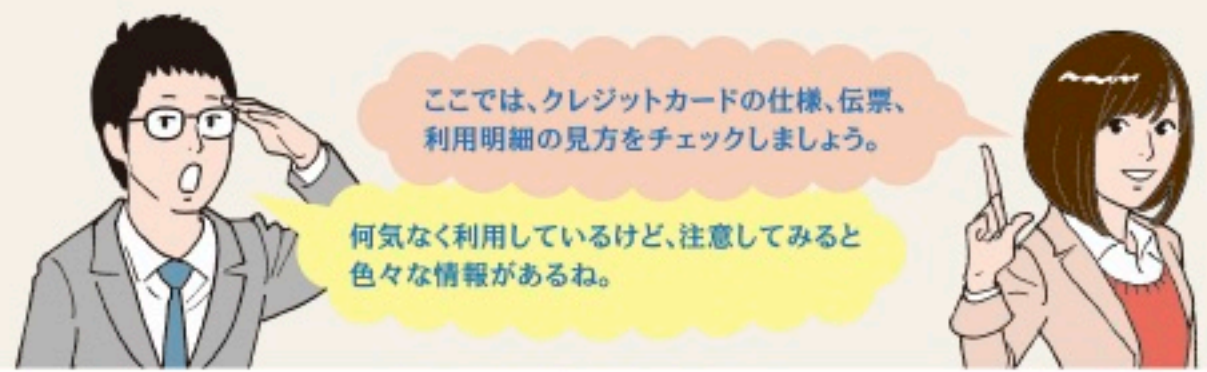 ここでは、クレジットカードの仕様、伝票、
利用明細の見方をチェックしましょう。
何気なく利用しているけど、注意してみると
色々な情報があるね。